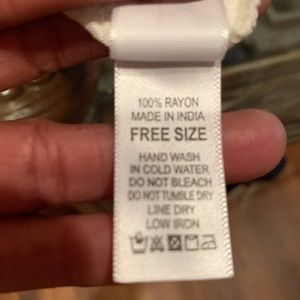 100% RAYON
MADE IN INDIA
FREE SIZE
HAND WASH
IN COLD WATER
DO NOT BLEACH
DO NOT TUMBLE DRY
LINE DRY
LOW IRON